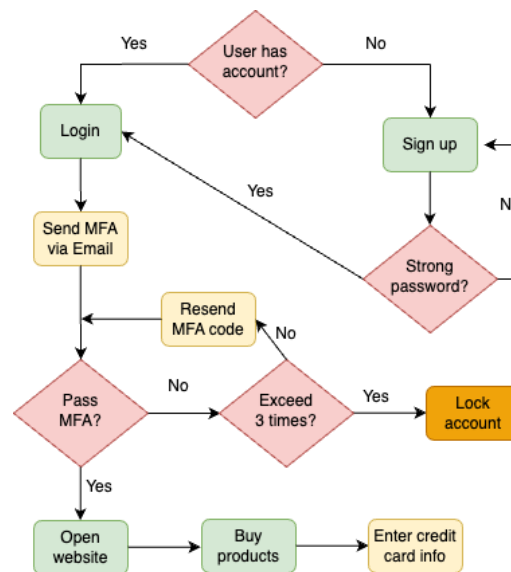 Yes
User has
account?
No
Login
Sign up
Yes
Send MFA
via Email
Strong
password?
Resend
MFA code
No
Pass
MFA?
No
Exceed
3 times?
Yes
Lock
account
Yes
Open
website
Buy
products
Enter credit
card info